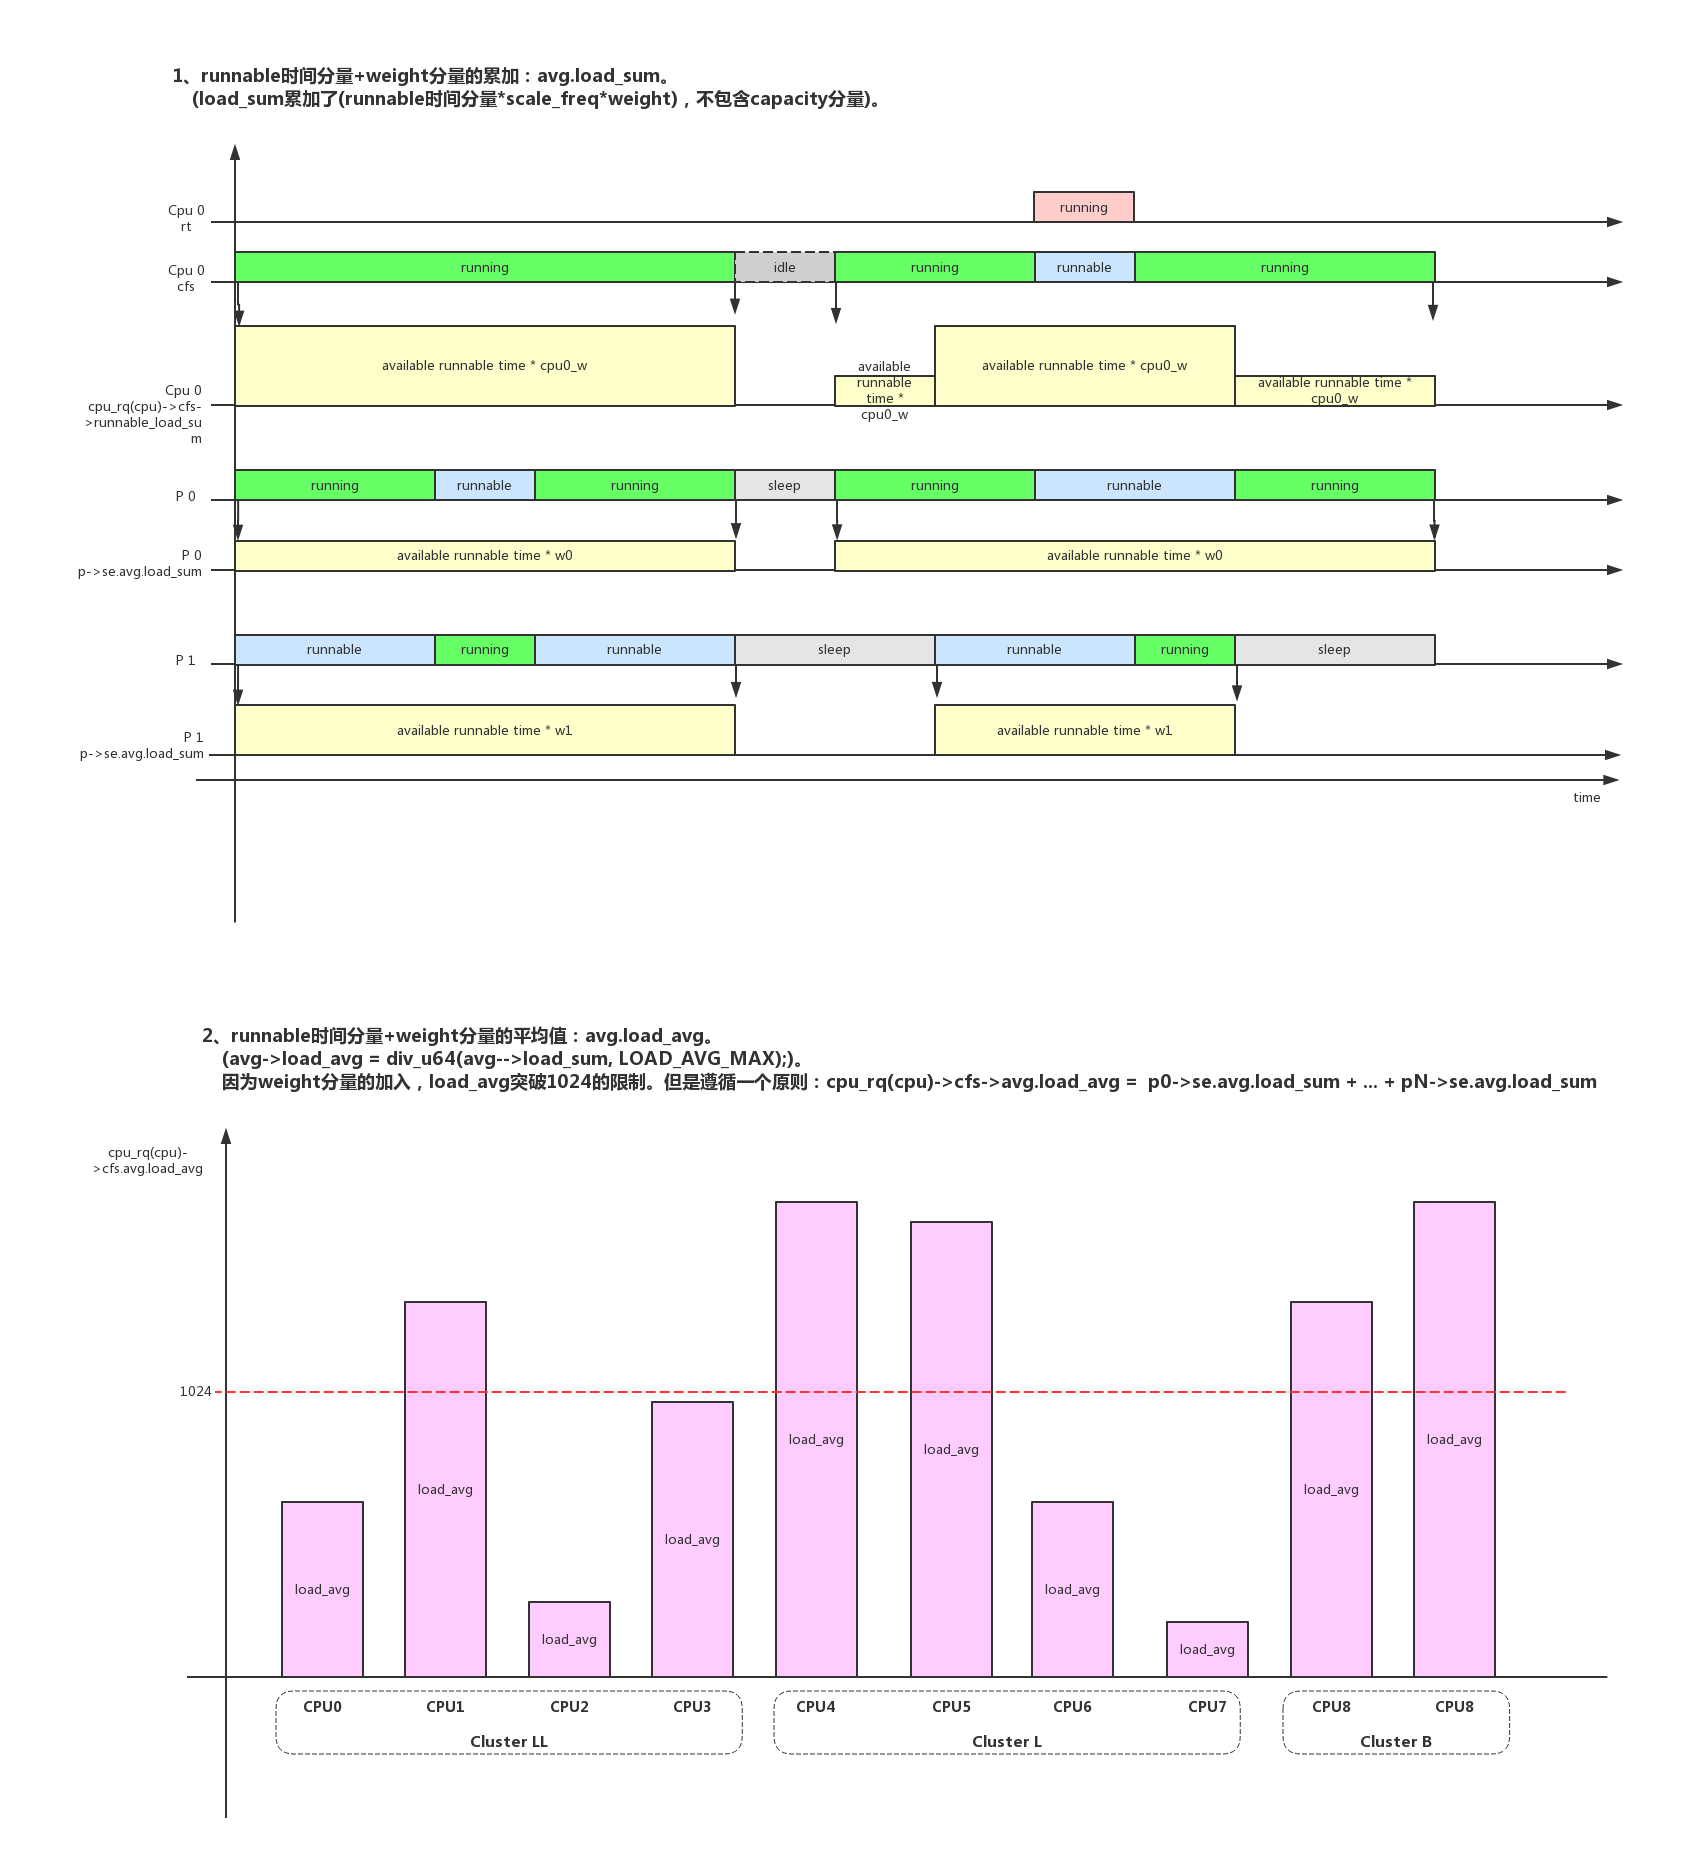 1、runnable时间分量+weight分量的累加：avg.load_sum。
(load_sum累加了(runnable时间分量*scale_freq*weight)，不包含capacity分量)。
Cpu 0
rt
running
Cpu 0
cfs
running
idle
running
runnable
running
Cpu 0
cpu_rq(cpu)->cfs-
>runnable_load_su
m
available runnable time * cpu0_w
available
runnable
time *
cpu0_w
available runnable time * cpu0_w
available runnable time *
cpu0_w
P 0
running
runnable
running
sleep
running
runnable
running
P 0
p->se.avg.load_sum
available runnable time * w0
available runnable time * w0
P 1
runnable
running
runnable
sleep
runnable
running
sleep
P 1
p->se.avg.load_sum
available runnable time * w1
available runnable time * w1
time
2、runnable时间分量+weight分量的平均值：avg.load_avg。
(avg->load_avg = div_u64(avg-->load_sum, LOAD_AVG_MAX);)。
因为weight分量的加入，load_avg突破1024的限制。但是遵循一个原则：cpu_rq(cpu)->cfs->avg.load_avg =  p0->se.avg.load_sum + ... + pN->se.avg.load_sum
cpu_rq(cpu)-
>cfs.avg.load_avg
1024
load_avg
load_avg
load_avg
load_avg
load_avg
load_avg
load_avg
load_avg
load_avg
load_avg
CPU0
CPU1
CPU2
CPU3
CPU4
CPU5
CPU6
CPU7
CPU8
CPU8
Cluster LL
Cluster L
Cluster B